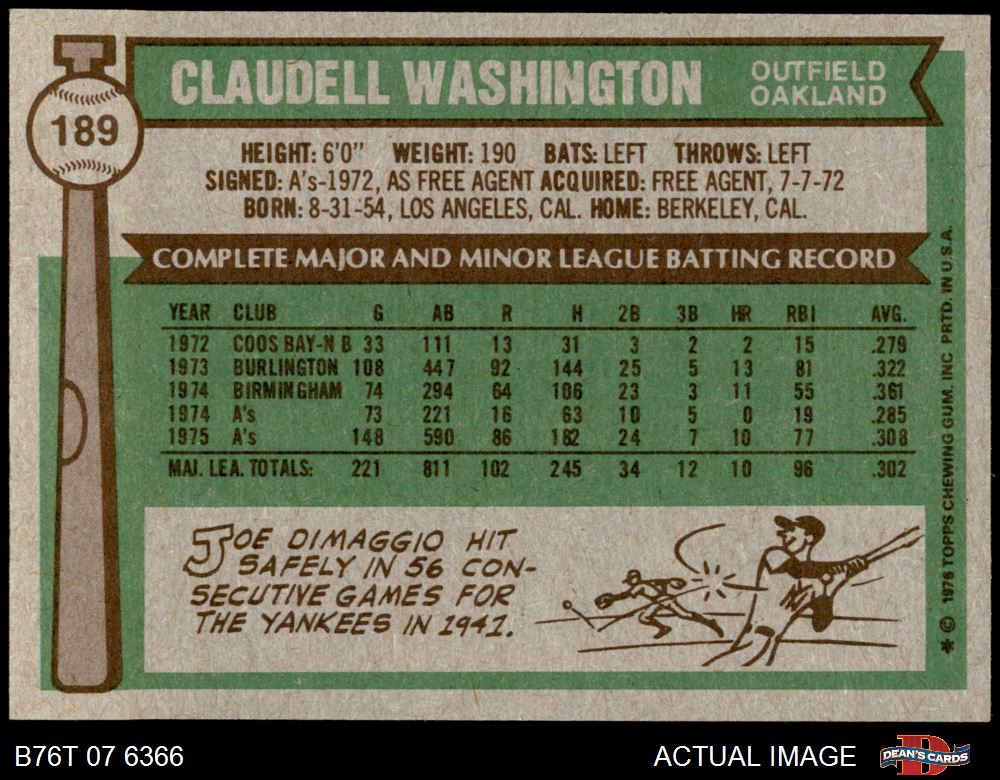 189
CLAUDELL WASHINGTON
OUTFIELD
OAKLAND
HEIGHT: 6'0" WEIGHT: 190 BATS: LEFT THROWS: LEFT
SIGNED: A's-1972, AS FREE AGENT ACQUIRED: FREE AGENT, 7-7-72
BORN: 8-31-54, LOS ANGELES, CAL. HOME: BERKELEY, CAL.
COMPLETE MAJOR AND MINOR LEAGUE BATTING RECORD
YEAR CLUB G AB R H 2B 3B HR RBI AVG.
1972 COOS BAY-N B 33 111 13 31 3 2 2 15 .279
1973 BURLINGTON 108 447 92 144 25 5 13 81 .322
1974 BIRMINGHAM 74 294 64 106 23 3 11 55 .361
1974 A's 73 221 16 63 10 5 0 19 .285
1975 A's 148 590 86 182 24 7 10 77 .308
MAJ. LEA. TOTALS: 221 811 102 245 34 12 10 96 .302
JOE DIMAGGIO HIT
SAFELY IN 56 CON-
SECUTIVE GAMES FOR
THE YANKEES IN 1941.
* © 1976 TOPPS CHEWING GUM, INC. PRTD. IN U.S.A.
B76T 07 6366
ACTUAL IMAGE
DEAN'S CARDS